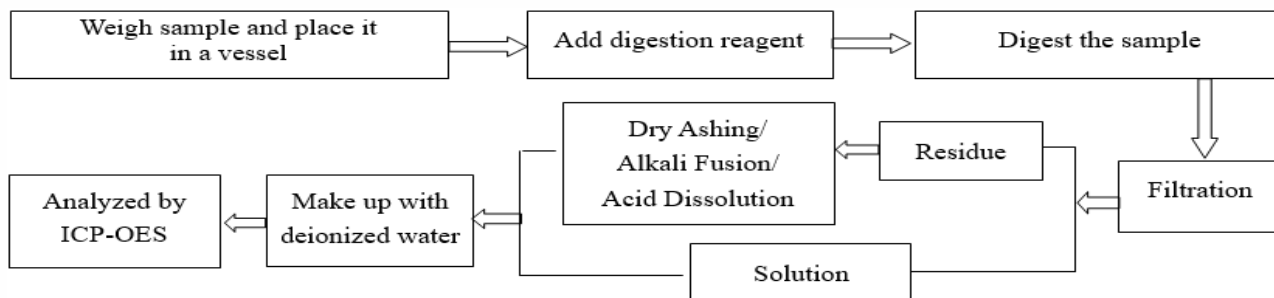 Weigh sample and place it
in a vessel
Add digestion reagent
Digest the sample
Filtration
Residue
Dry Ashing/
Alkali Fusion/
Acid Dissolution
Solution
Make up with
deionized water
Analyzed by
ICP-OES